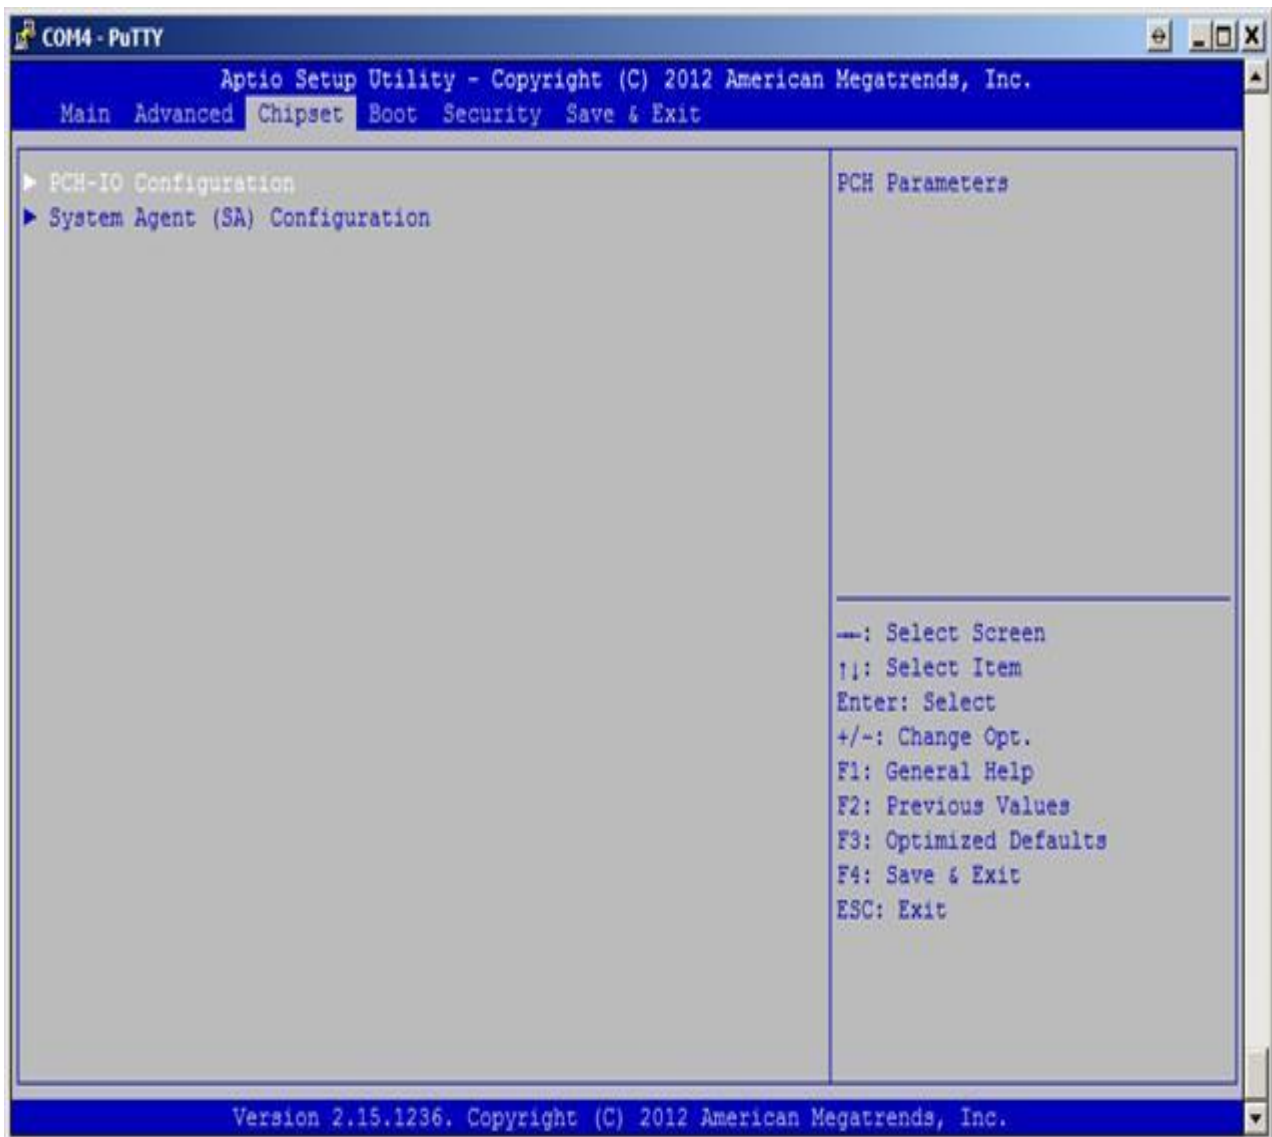 COM4 - PuTTY
Aptio Setup Utility - Copyright (C) 2012 American Megatrends, Inc.
Main Advanced Chipset Boot Security Save & Exit
► PCH-IO Configuration
► System Agent (SA) Configuration
PCH Parameters
→←: Select Screen
↑↓: Select Item
Enter: Select
+/-: Change Opt.
F1: General Help
F2: Previous Values
F3: Optimized Defaults
F4: Save & Exit
ESC: Exit
Version 2.15.1236. Copyright (C) 2012 American Megatrends, Inc.